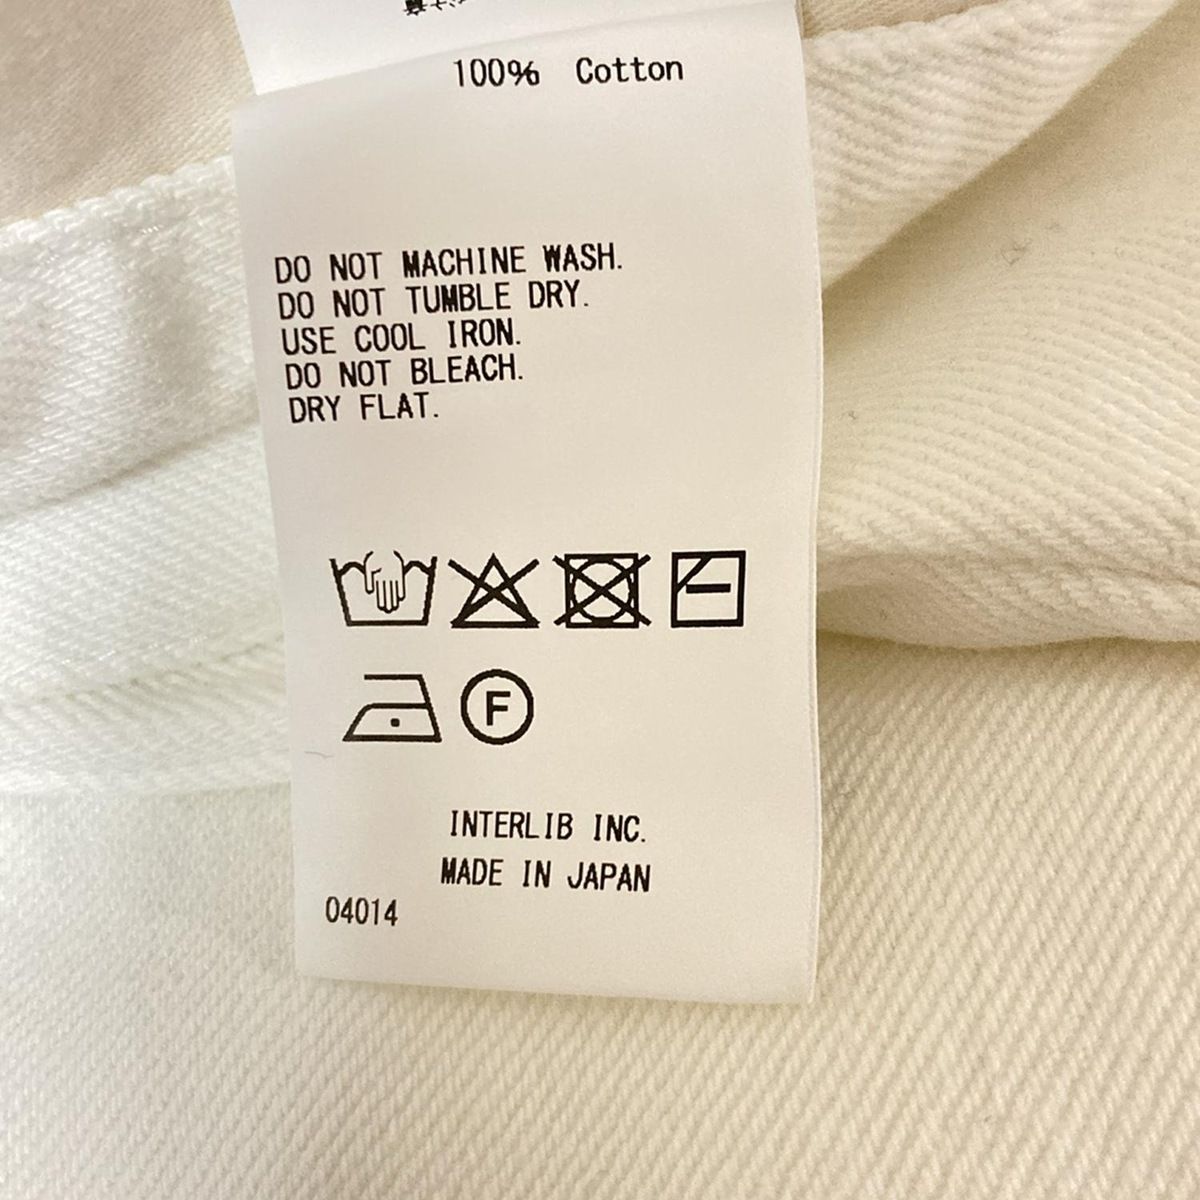 100% Cotton
DO NOT MACHINE WASH.
DO NOT TUMBLE DRY.
USE COOL IRON.
DO NOT BLEACH.
DRY FLAT.
F
INTERLIB INC.
MADE IN JAPAN
04014